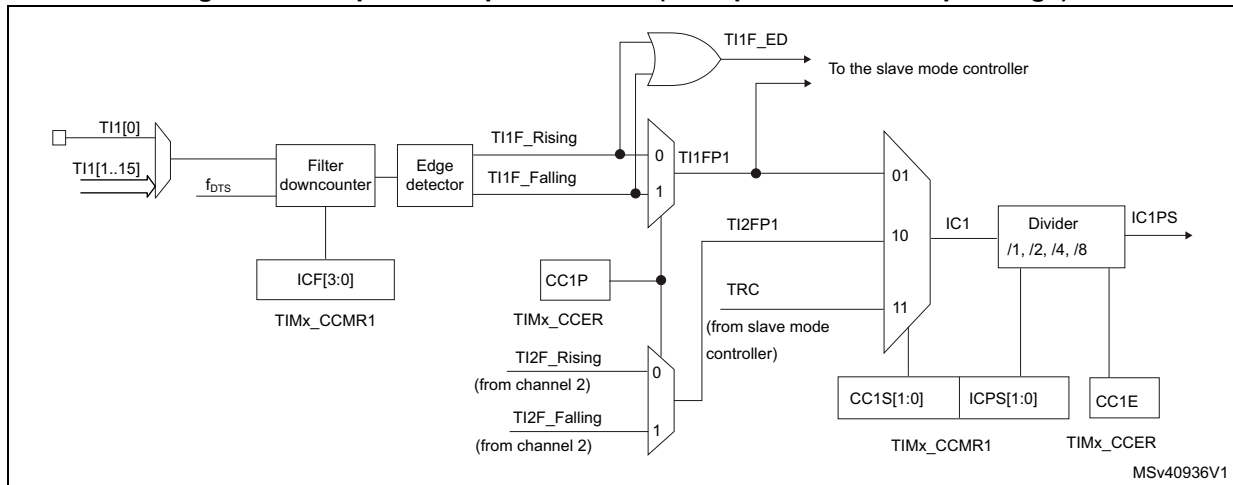 TI1F_ED
To the slave mode controller
TI1[0]
TI1[1..15]
fDTS
Filter
downcounter
Edge
detector
TI1F_Rising
TI1F_Falling
0
1
TI1FP1
01
TI2FP1
10
IC1
Divider
/1, /2, /4, /8
IC1PS
ICF[3:0]
TIMx_CCMR1
CC1P
TIMx_CCER
TRC
11
(from slave mode
controller)
TI2F_Rising
0
(from channel 2)
TI2F_Falling
1
(from channel 2)
CC1S[1:0]
ICPS[1:0]
CC1E
TIMx_CCMR1
TIMx_CCER
MSv40936V1